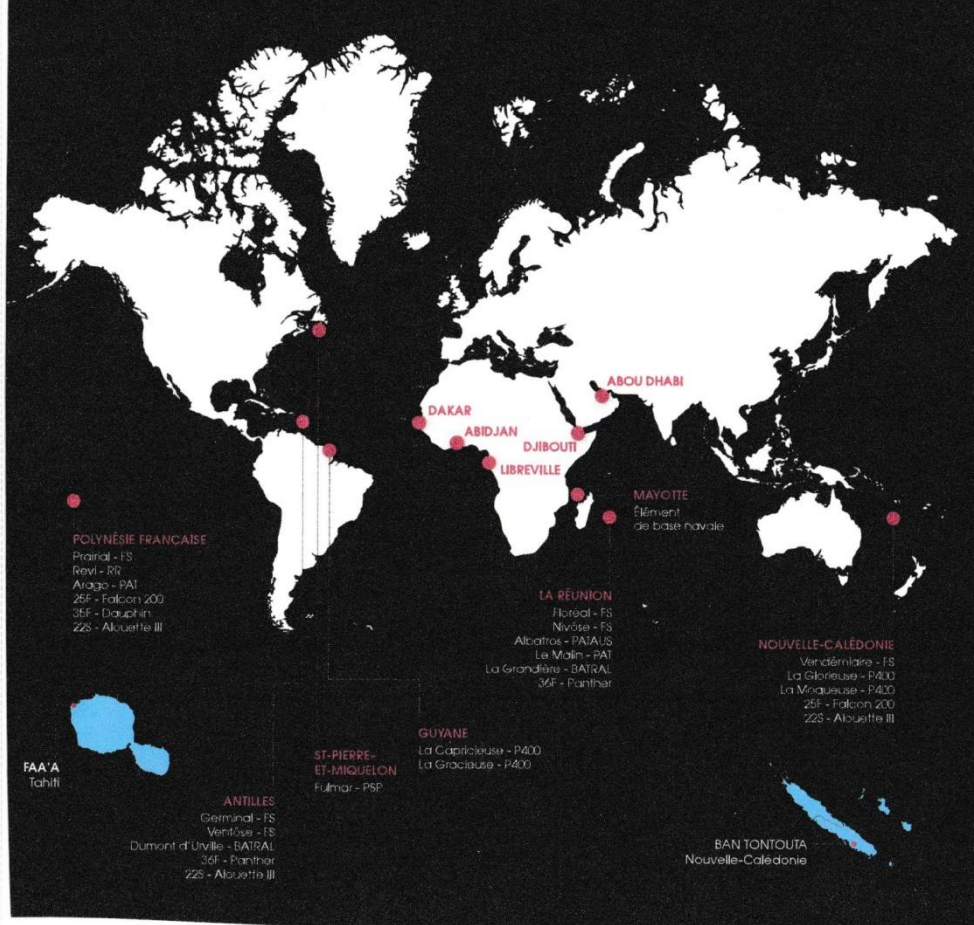 ABOU DHABI
DAKAR
ABIDJAN
DJIBOUTI
LIBREVILLE
MAYOTTE
Élément
de base navale
POLYNÉSIE FRANÇAISE
Prairial - FS
Revi - RR
Arago - PAT
25F - Falcon 200
35F - Dauphin
22S - Alouette III
LA RÉUNION
Floréal - FS
Nivôse - FS
Albatros - PATAUS
Le Malin - PAT
La Grandière - BATRAL
36F - Panther
NOUVELLE-CALÉDONIE
Vendémiaire - FS
La Glorieuse - P400
La Moqueuse - P400
25F - Falcon 200
22S - Alouette III
FAA'A
Tahiti
GUYANE
La Capricieuse - P400
La Gracieuse - P400
ST-PIERRE-
ET-MIQUELON
Fulmar - PSP
ANTILLES
Germinal - FS
Ventôse - FS
Dumont d'Urville - BATRAL
36F - Panther
22S - Alouette III
BAN TONTOUTA
Nouvelle-Calédonie